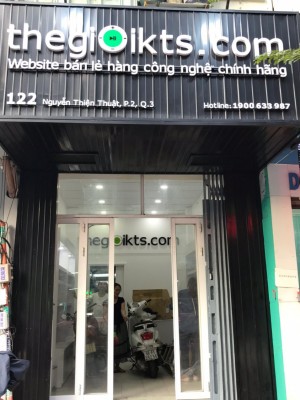 thegioikts.com
Website bán lẻ hàng công nghệ chính hãng
122 Nguyễn Thiện Thuật, P.2, Q.3 Hotline: 1900 633 987
thegioikts.com